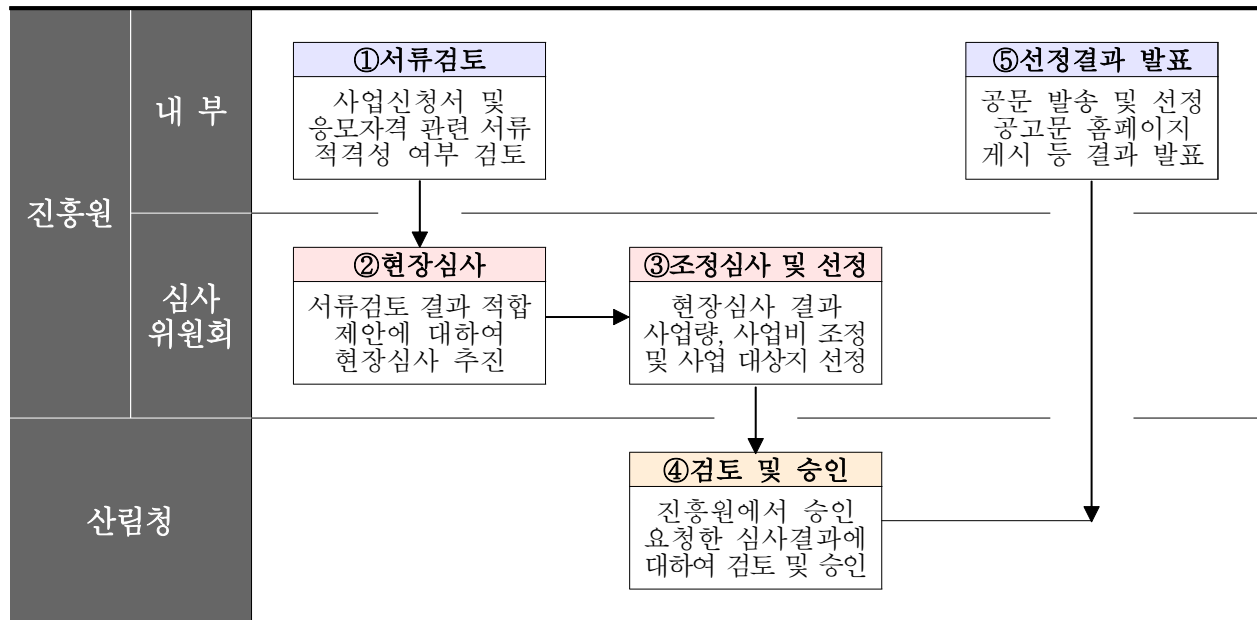 진흥원
내 부
①서류검토
사업신청서 및
응모자격 관련 서류
적격성 여부 검토
⑤선정결과 발표
공문 발송 및 선정
공고문 홈페이지
게시 등 결과 발표
심사
위원회
②현장심사
서류검토 결과 적합
제안에 대하여
현장심사 추진
③조정심사 및 선정
현장심사 결과
사업량, 사업비 조정
및 사업 대상지 선정
산림청
④검토 및 승인
진흥원에서 승인
요청한 심사결과에
대하여 검토 및 승인